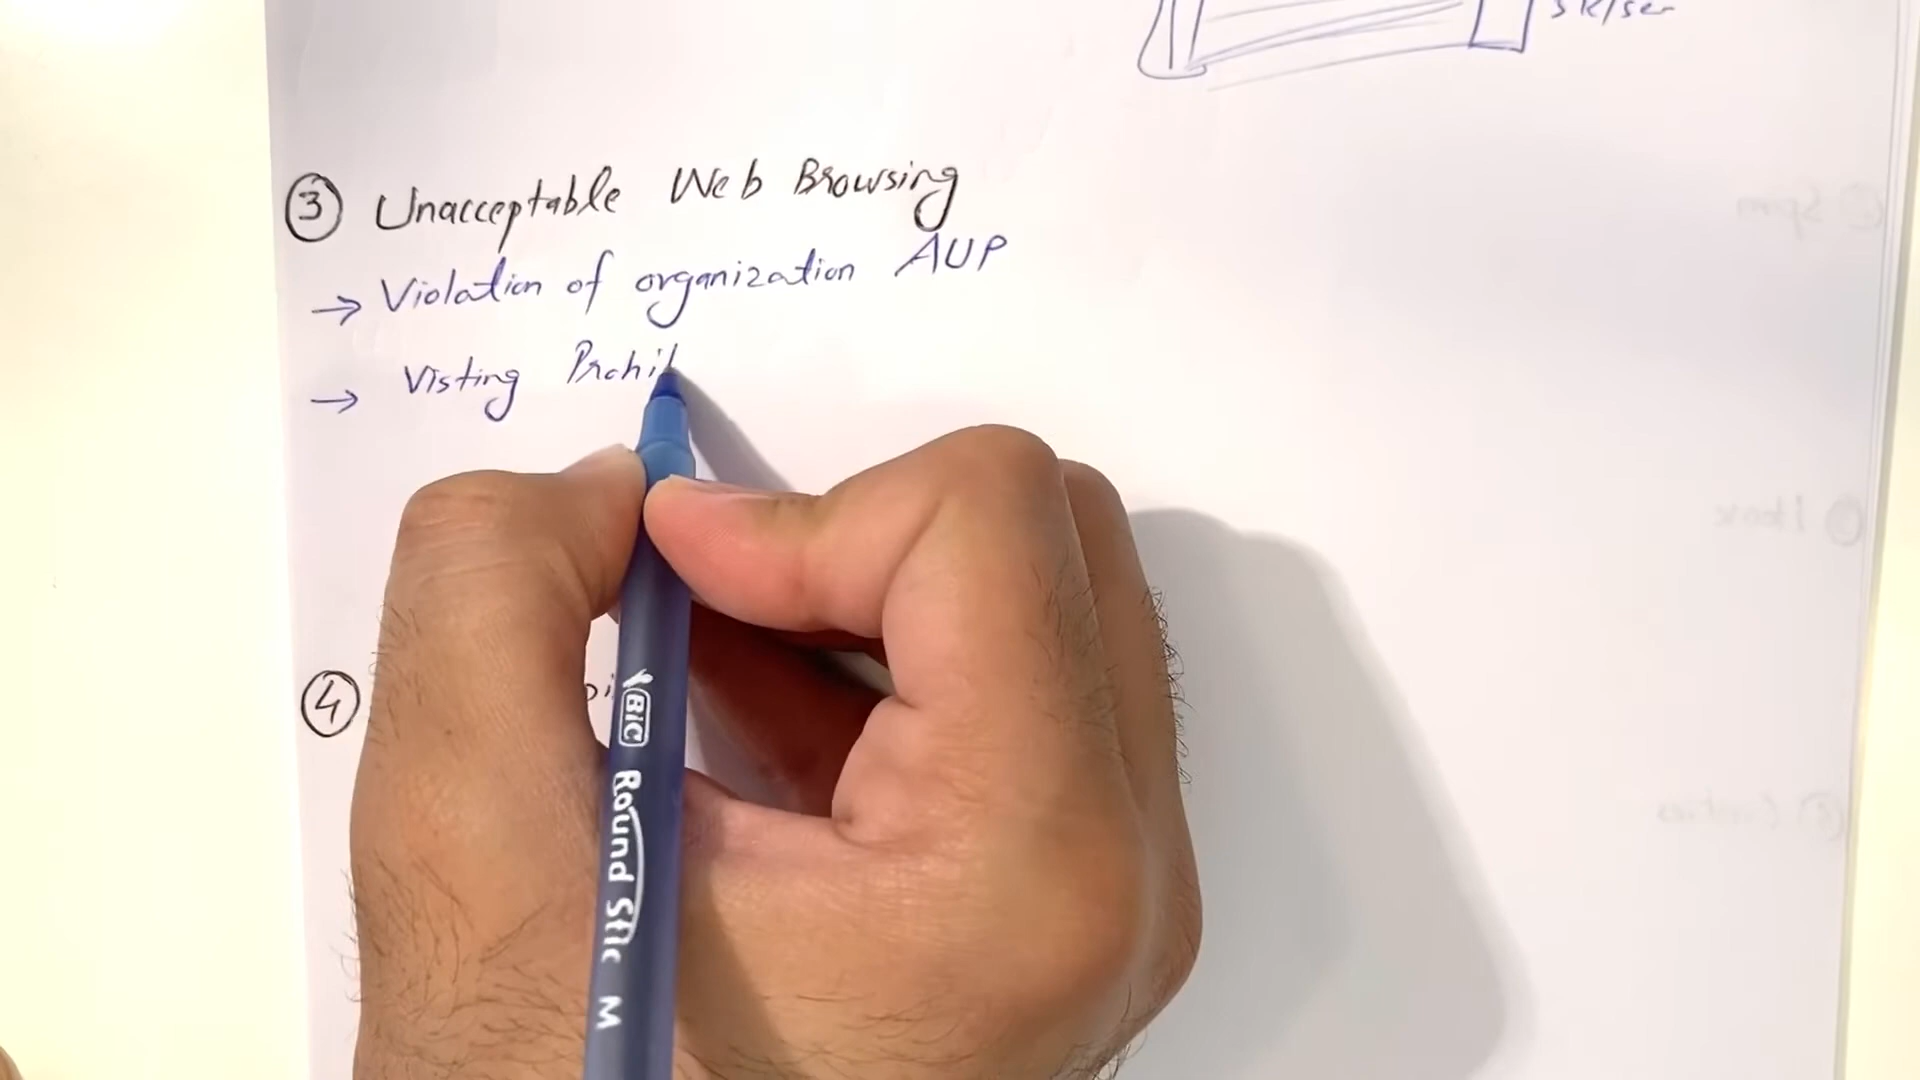 ③ Unacceptable Web Browsing
→ Violation of organization AUP
→ Visting Prohib
④
BIC Round Stic M